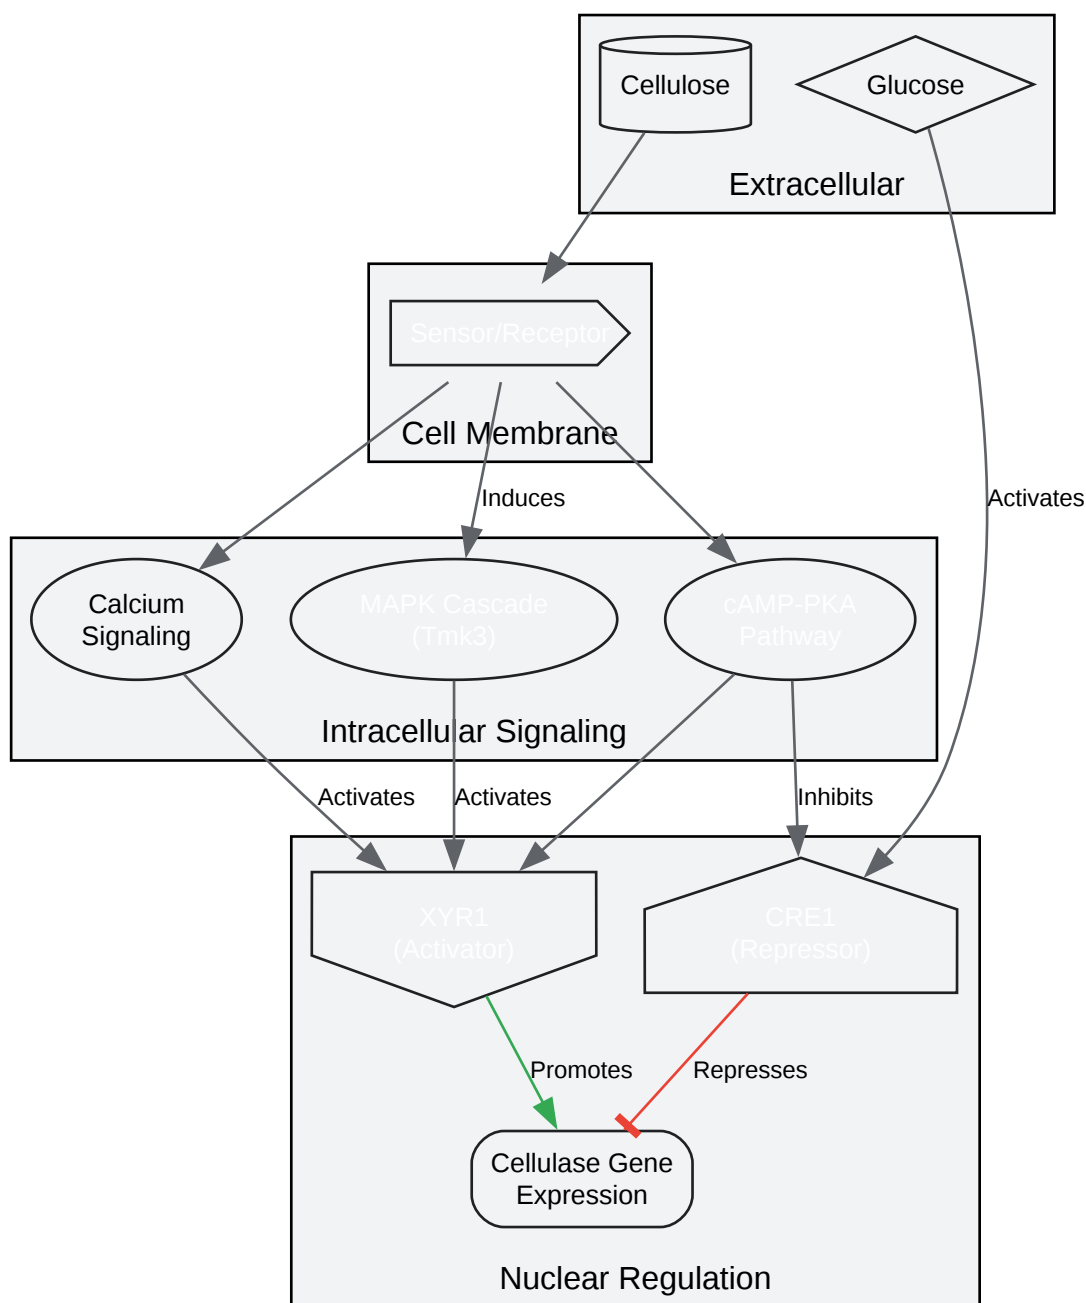 Cellulose
Glucose
Extracellular
Sensor/Receptor
Cell Membrane
Induces
Activates
Calcium
Signaling
MAPK Cascade
(Tmk3)
cAMP-PKA
Pathway
Intracellular Signaling
Activates
Activates
Inhibits
XYR1
(Activator)
CRE1
(Repressor)
Promotes
Represses
Cellulase Gene
Expression
Nuclear Regulation